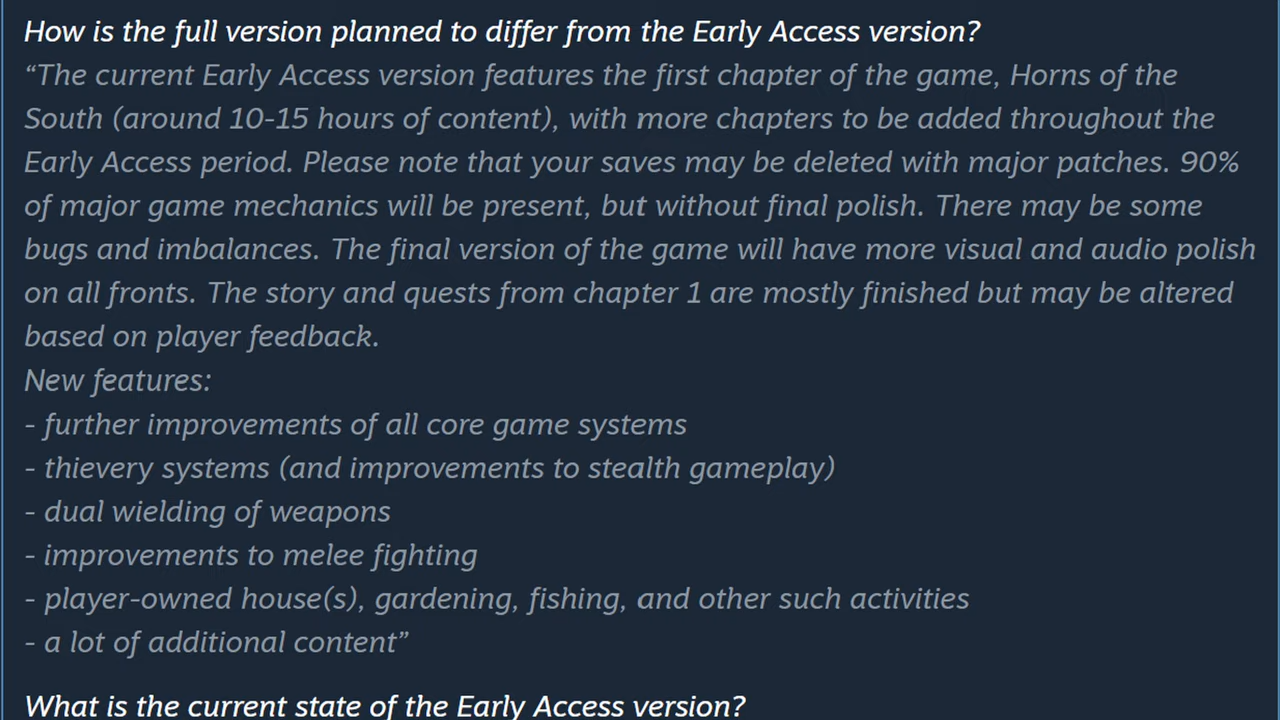 How is the full version planned to differ from the Early Access version?
“The current Early Access version features the first chapter of the game, Horns of the
South (around 10-15 hours of content), with more chapters to be added throughout the
Early Access period. Please note that your saves may be deleted with major patches. 90%
of major game mechanics will be present, but without final polish. There may be some
bugs and imbalances. The final version of the game will have more visual and audio polish
on all fronts. The story and quests from chapter 1 are mostly finished but may be altered
based on player feedback.
New features:
- further improvements of all core game systems
- thievery systems (and improvements to stealth gameplay)
- dual wielding of weapons
- improvements to melee fighting
- player-owned house(s), gardening, fishing, and other such activities
- a lot of additional content”
What is the current state of the Early Access version?